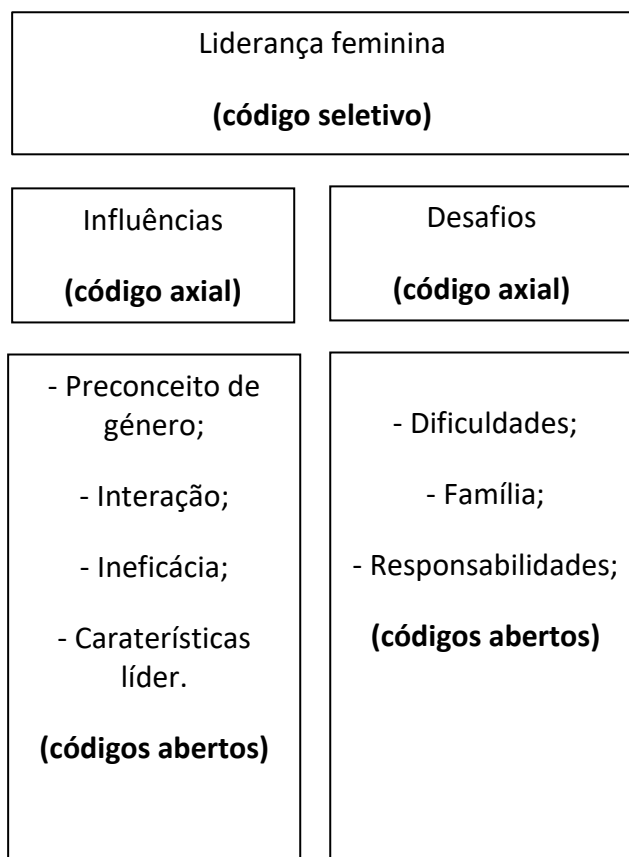 Liderança feminina
(código seletivo)
Influências
(código axial)
Desafios
(código axial)
- Preconceito de
género;
- Interação;
- Ineficácia;
- Caraterísticas
líder.
(códigos abertos)
- Dificuldades;
- Família;
- Responsabilidades;
(códigos abertos)